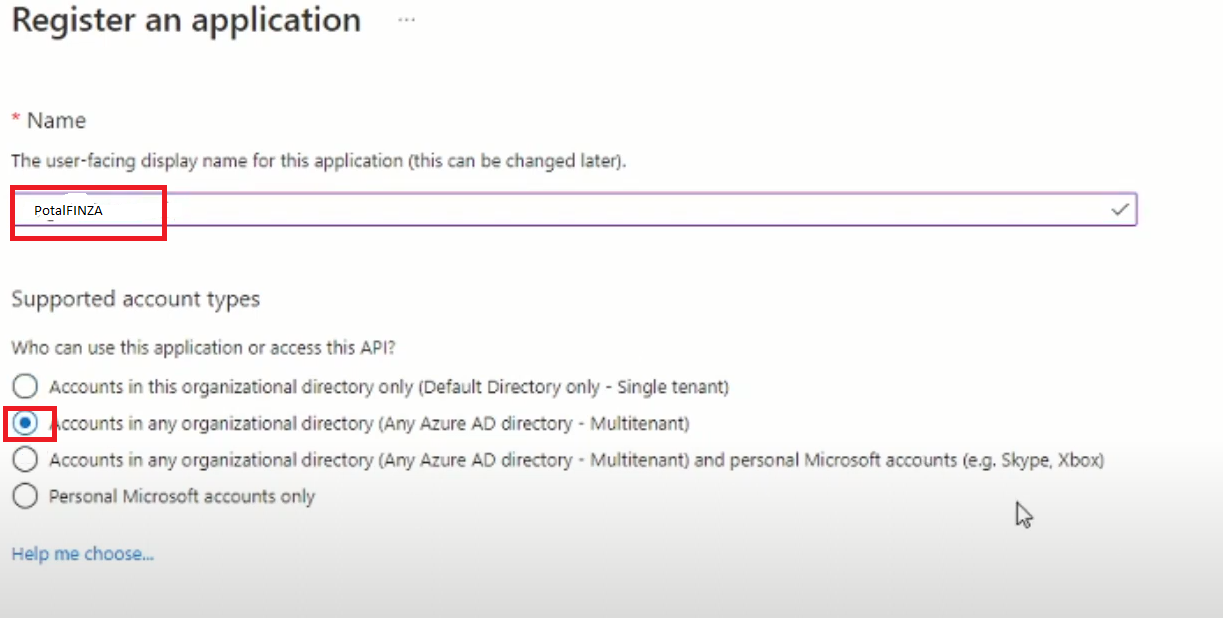 Register an application ...
* Name
The user-facing display name for this application (this can be changed later).
PotalFINZA
Supported account types
Who can use this application or access this API?
Accounts in this organizational directory only (Default Directory only - Single tenant)
Accounts in any organizational directory (Any Azure AD directory - Multitenant)
Accounts in any organizational directory (Any Azure AD directory - Multitenant) and personal Microsoft accounts (e.g. Skype, Xbox)
Personal Microsoft accounts only
Help me choose...